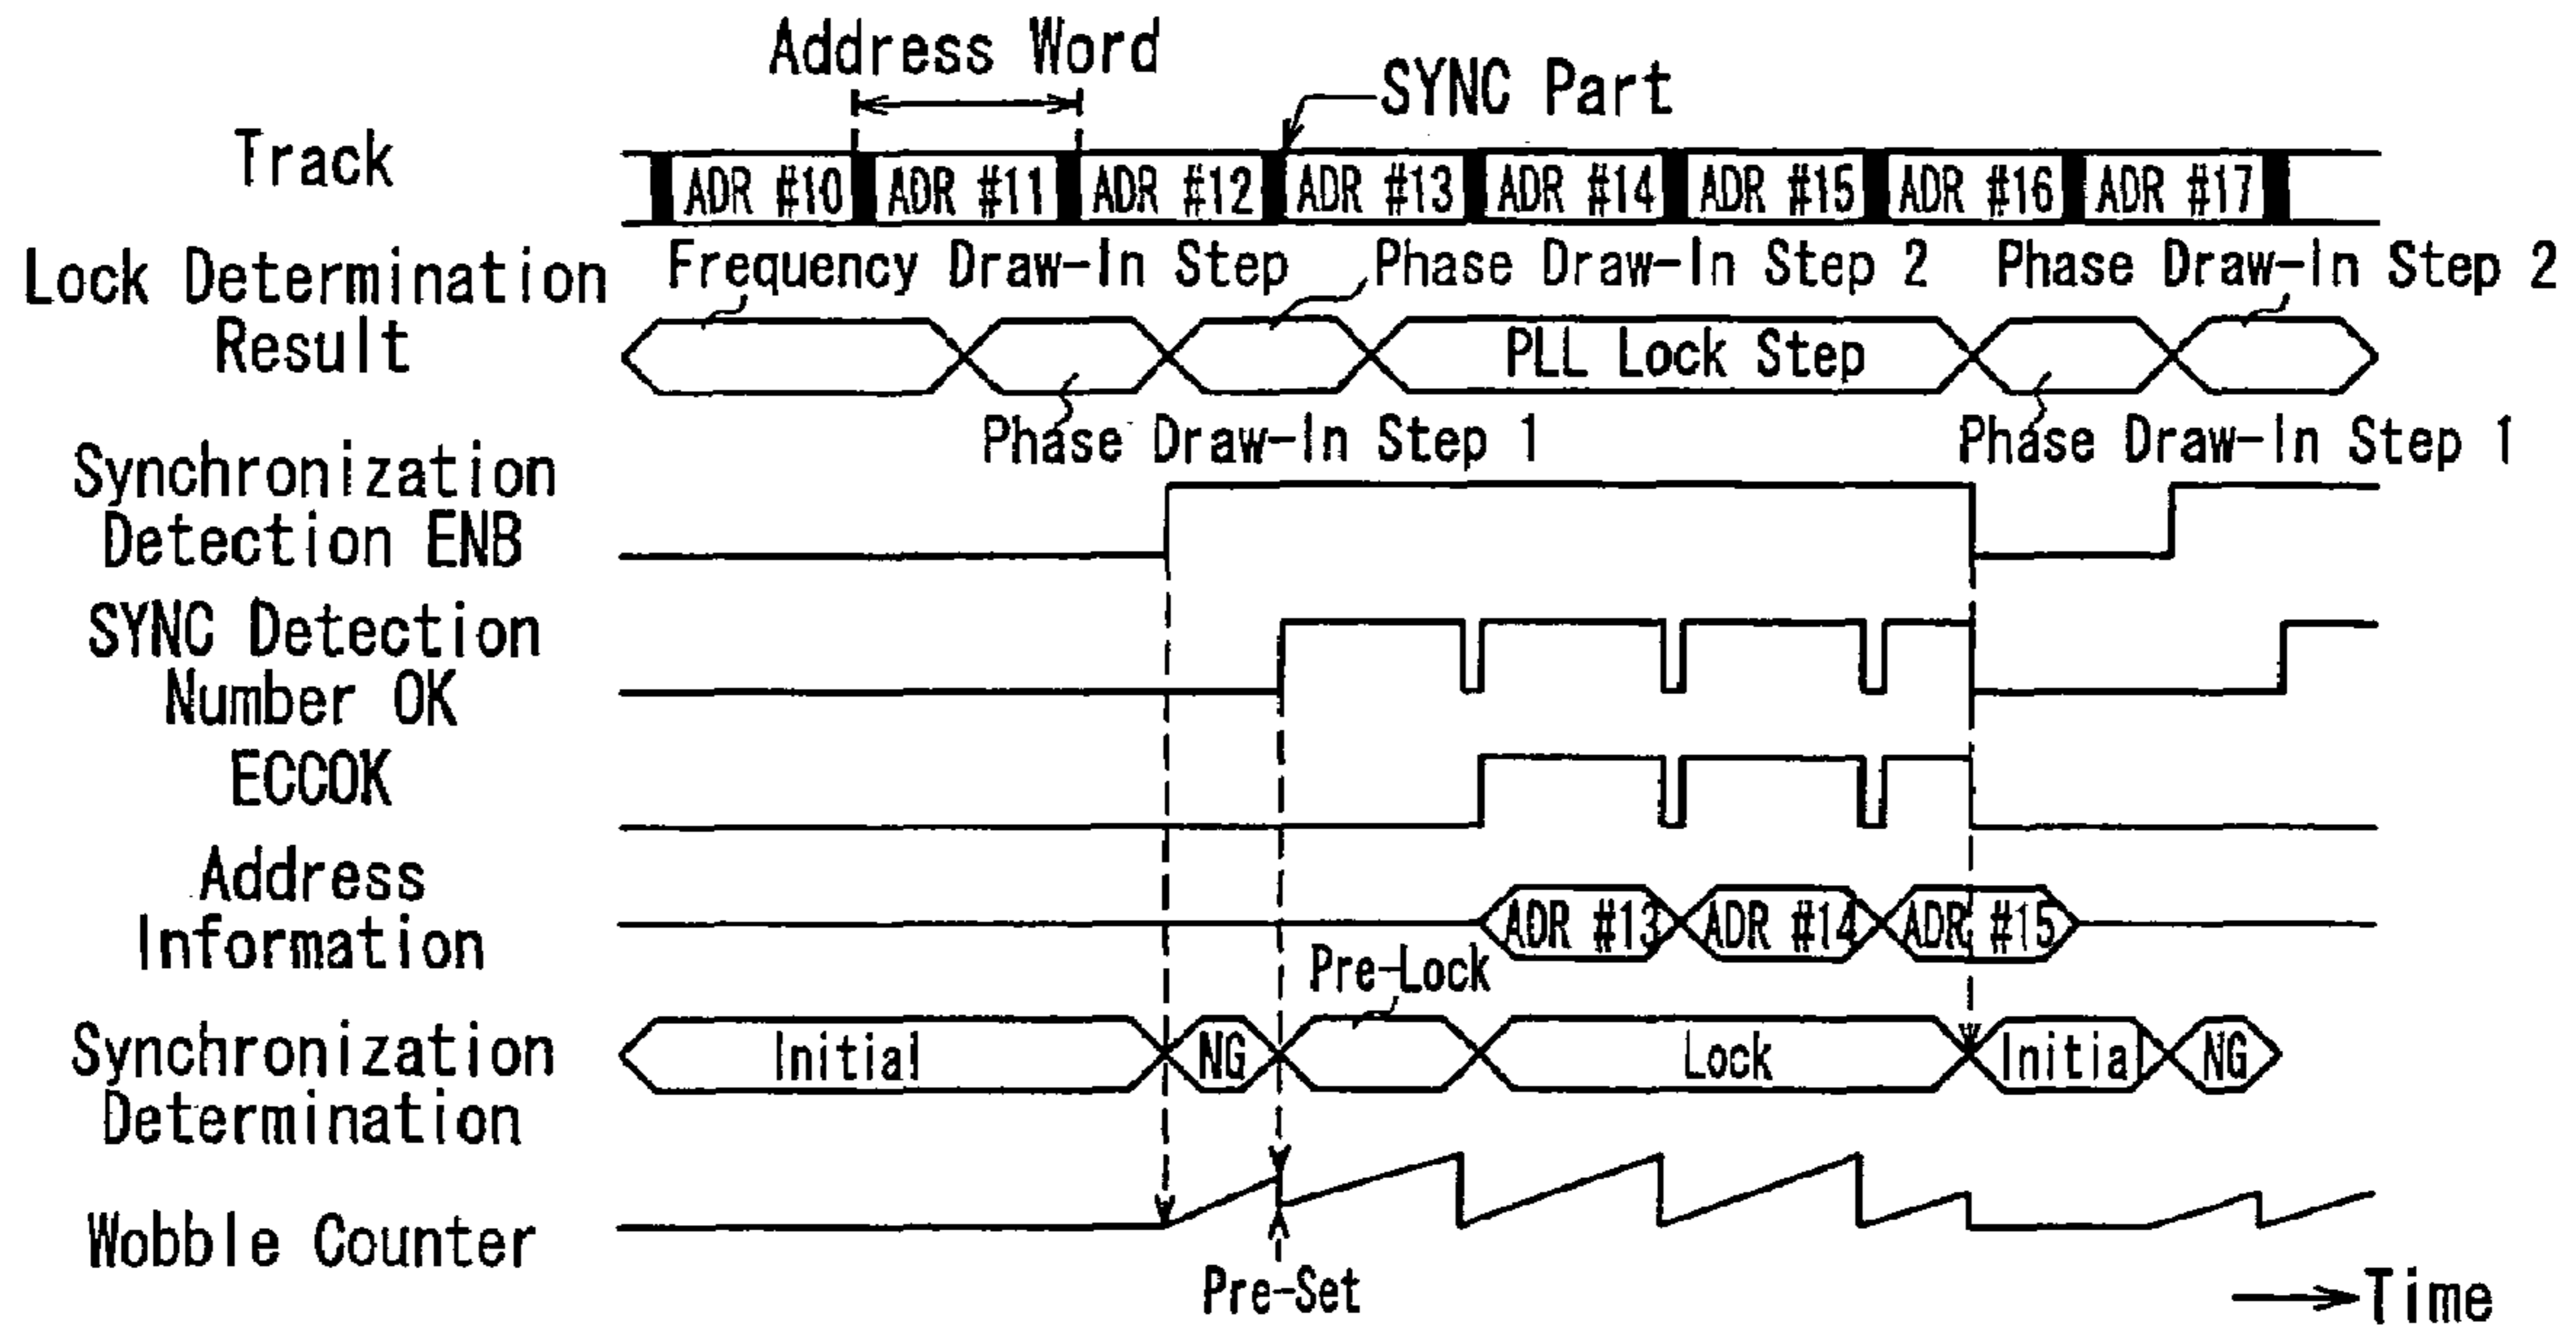 Address Word
SYNC Part
Track
ADR #10 ADR #11 ADR #12 ADR #13 ADR #14 ADR #15 ADR #16 ADR #17
Lock Determination
Result
Frequency Draw-In Step
Phase Draw-In Step 2
Phase Draw-In Step 2
PLL Lock Step
Phase Draw-In Step 1
Phase Draw-In Step 1
Synchronization
Detection ENB
SYNC Detection
Number OK
ECCOK
Address
Information
ADR #13 ADR #14 ADR #15
Pre-Lock
Synchronization
Determination
Initial NG Lock Initial NG
Wobble Counter
Pre-Set
Time